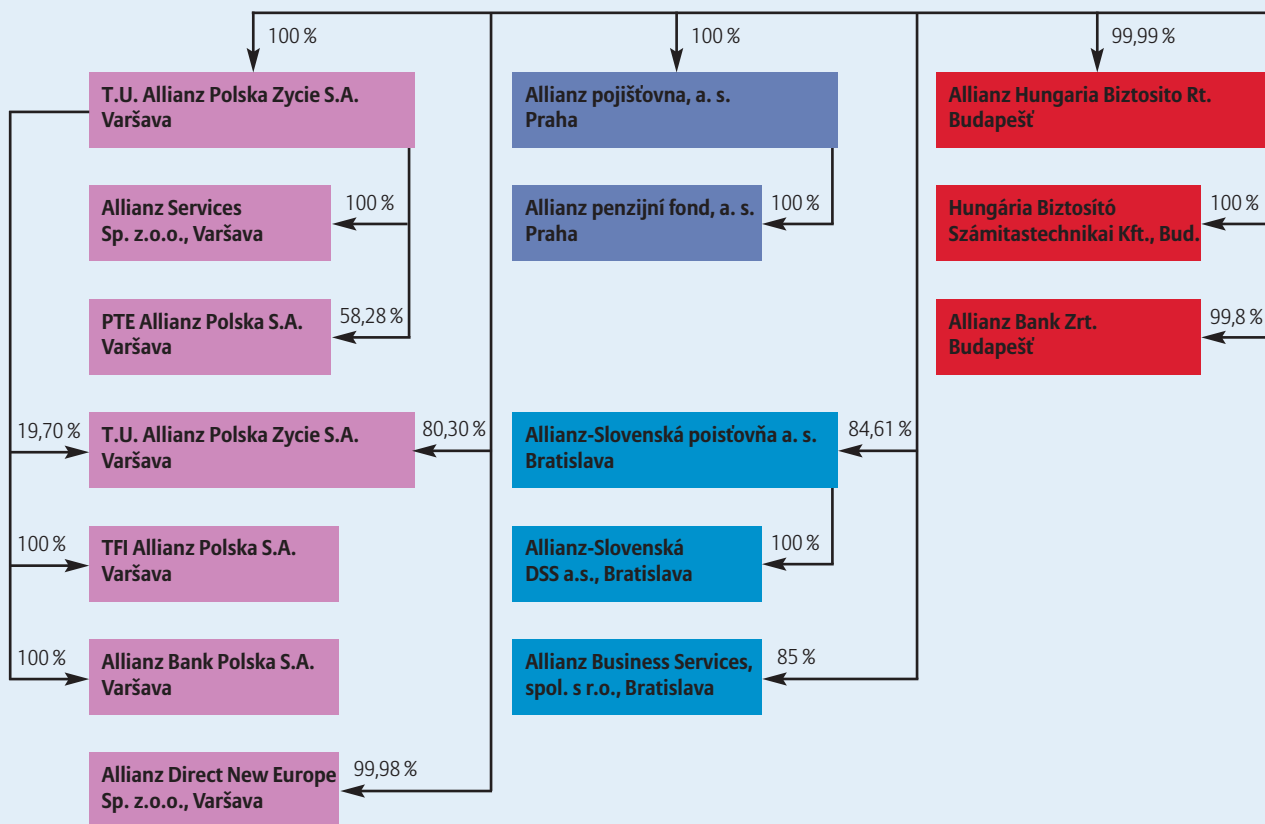 100 %
100 %
99,99 %
T.U. Allianz Polska Zycie S.A.
Varšava
Allianz pojišťovna, a. s.
Praha
Allianz Hungaria Biztosito Rt.
Budapešť
Allianz Services
Sp. z.o.o., Varšava
100 %
Allianz penzijní fond, a. s.
Praha
100 %
Hungária Biztosító
Számitastechnikai Kft., Bud.
100 %
PTE Allianz Polska S.A.
Varšava
58,28 %
Allianz Bank Zrt.
Budapešť
99,8 %
19,70 %
T.U. Allianz Polska Zycie S.A.
Varšava
80,30 %
Allianz-Slovenská poisťovňa a. s.
Bratislava
84,61 %
100 %
TFI Allianz Polska S.A.
Varšava
Allianz-Slovenská
DSS a.s., Bratislava
100 %
100 %
Allianz Bank Polska S.A.
Varšava
Allianz Business Services,
spol. s r.o., Bratislava
85 %
Allianz Direct New Europe
Sp. z.o.o., Varšava
99,98 %